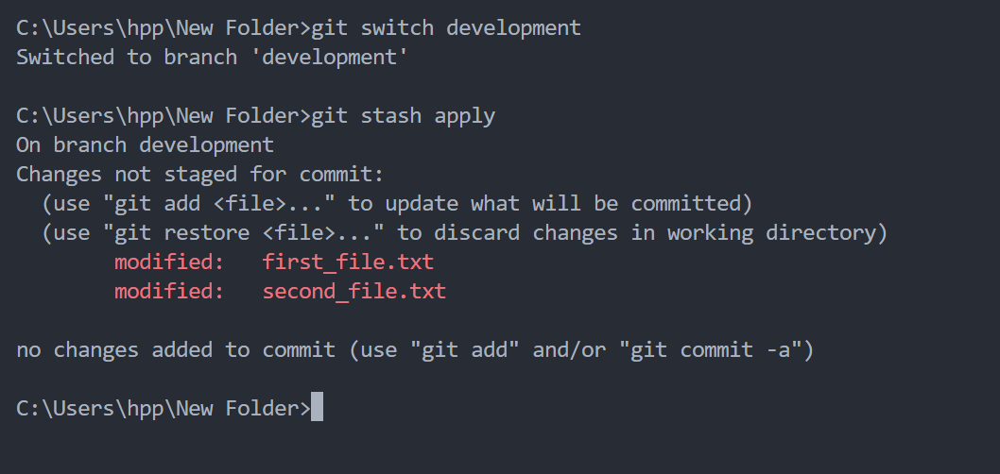 C:\Users\hpp\New Folder>git switch development
Switched to branch 'development'
C:\Users\hpp\New Folder>git stash apply
On branch development
Changes not staged for commit:
  (use "git add <file>..." to update what will be committed)
  (use "git restore <file>..." to discard changes in working directory)
        modified:   first_file.txt
        modified:   second_file.txt
no changes added to commit (use "git add" and/or "git commit -a")
C:\Users\hpp\New Folder>